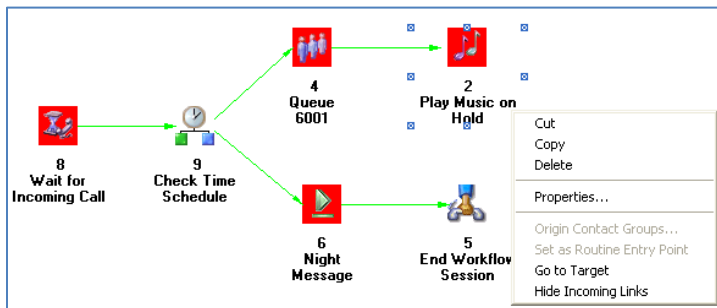 4
Queue
6001
2
Play Music on
Hold
8
Wait for
Incoming Call
9
Check Time
Schedule
6
Night
Message
5
End Workflow
Session
Cut
Copy
Delete
Properties...
Origin Contact Groups...
Set as Routine Entry Point
Go to Target
Hide Incoming Links